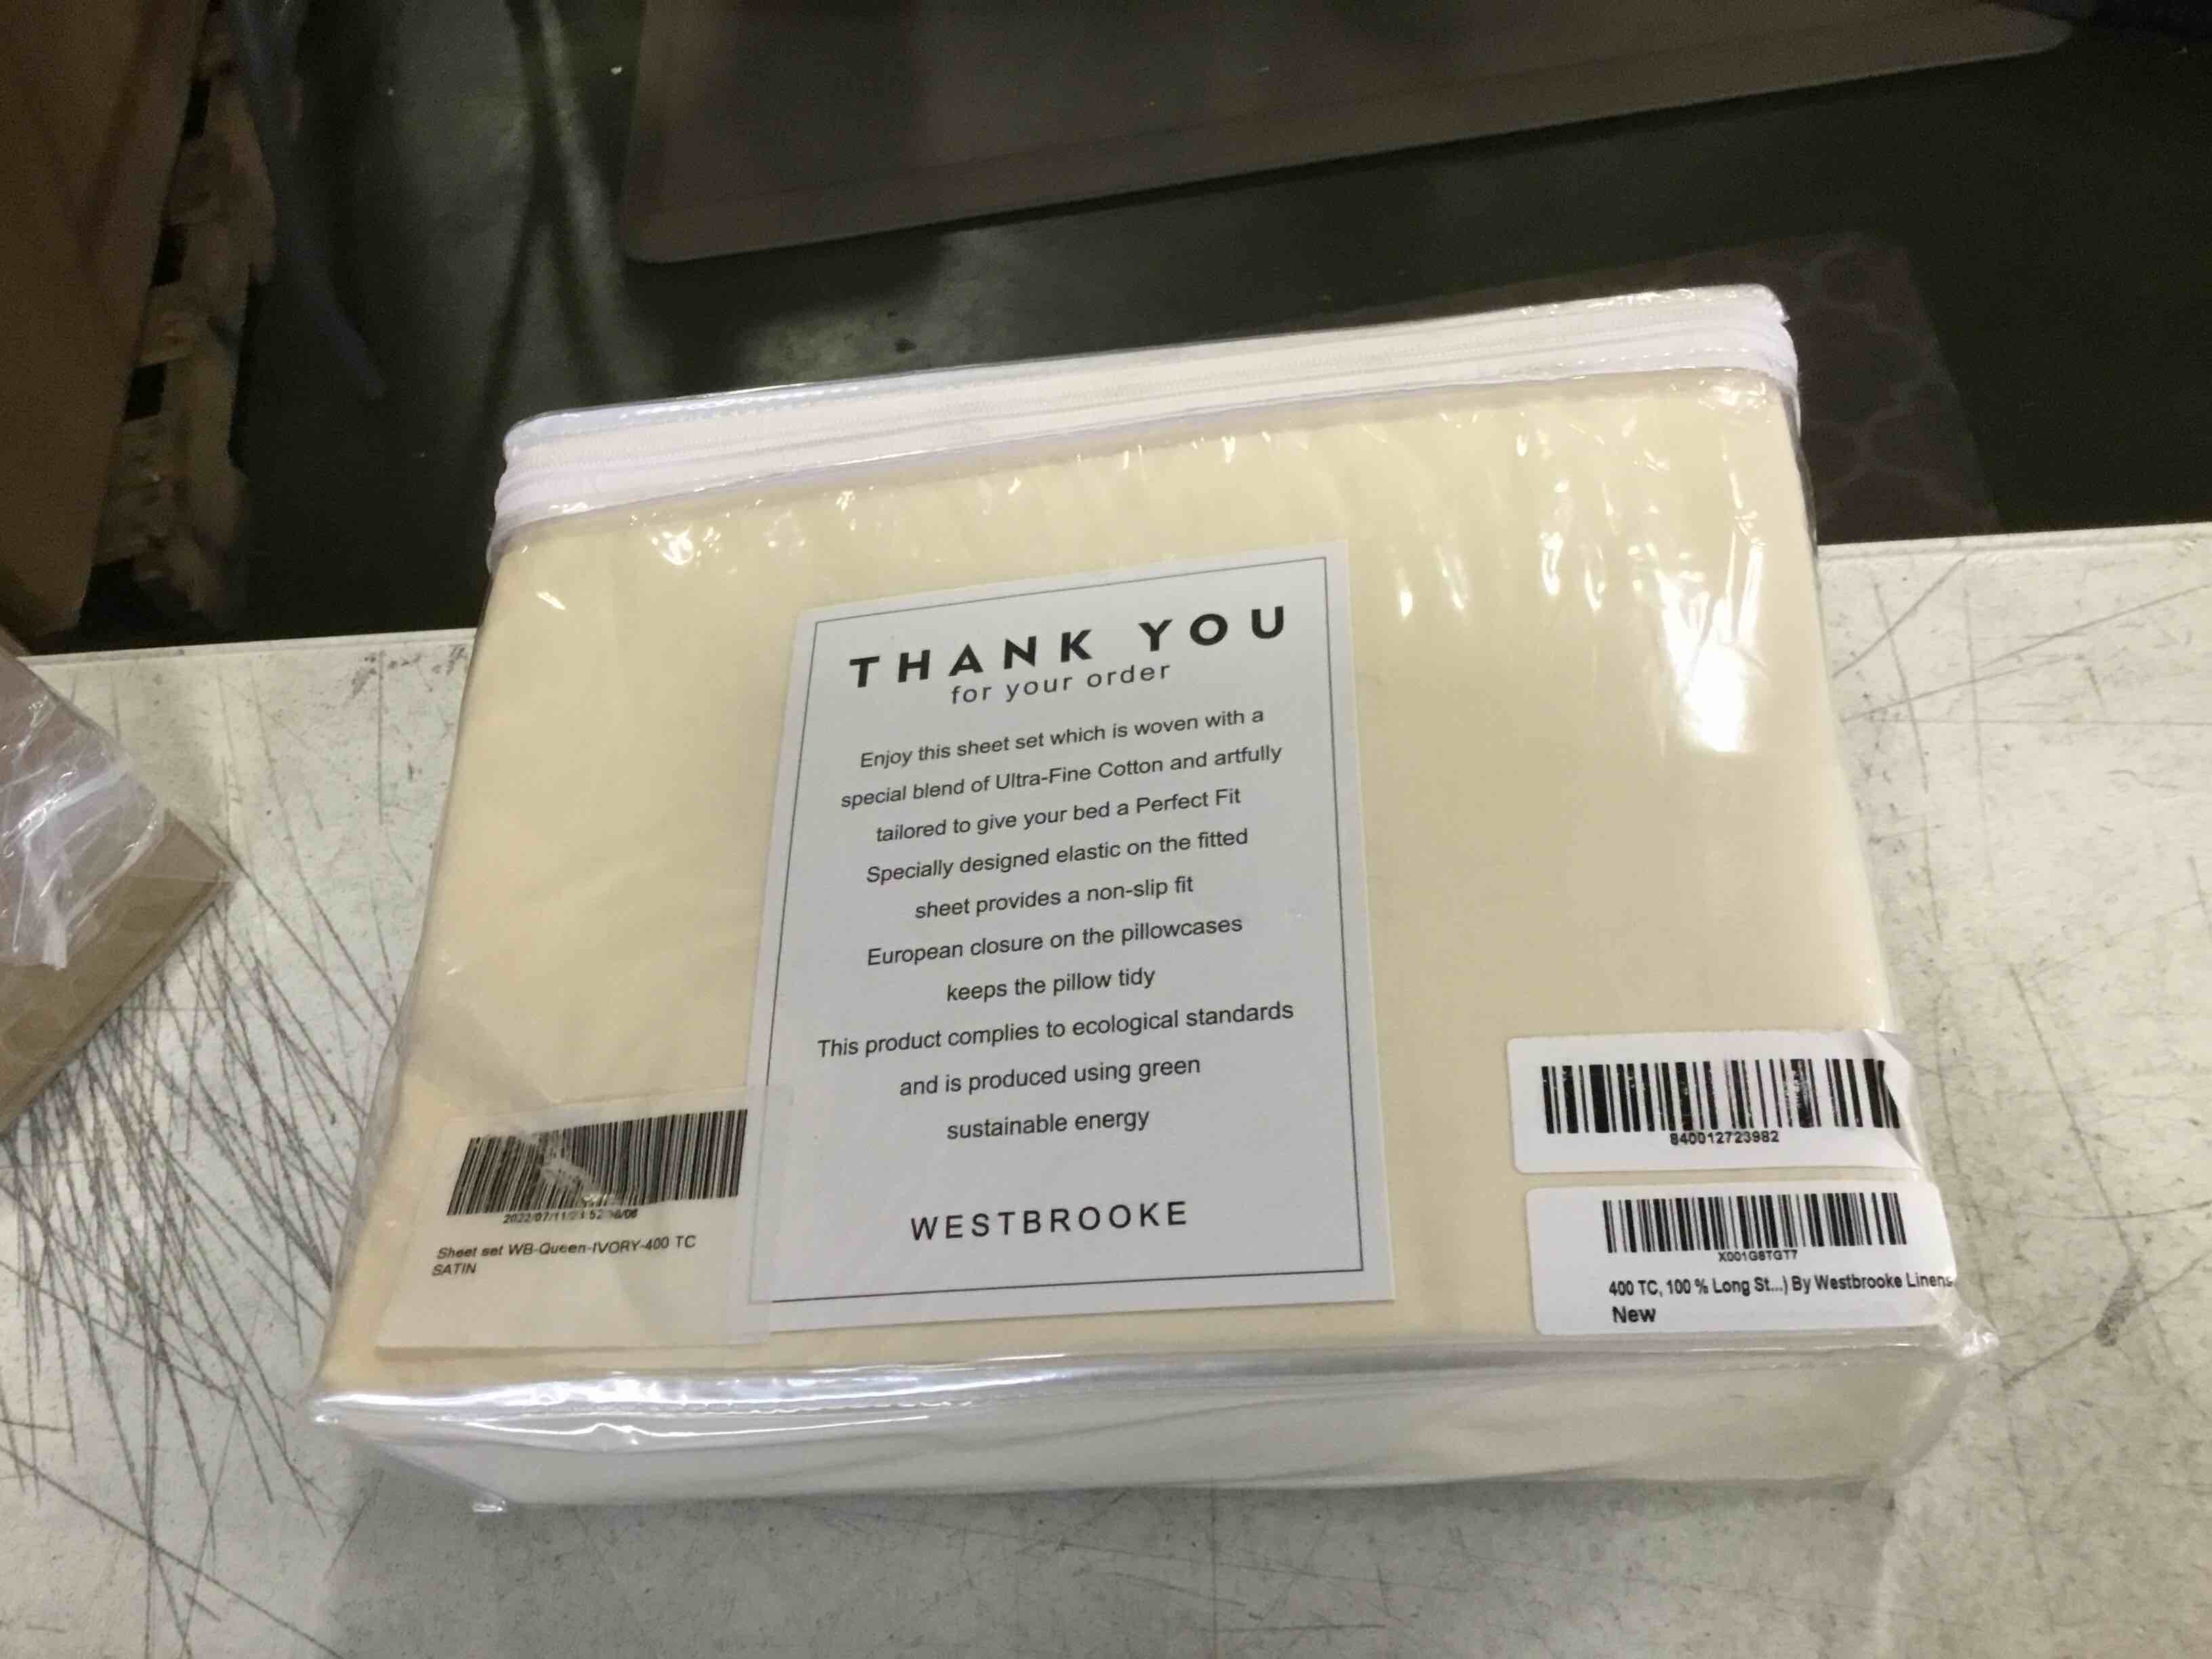 THANK YOU
for your order
Enjoy this sheet set which is woven with a
special blend of Ultra-Fine Cotton and artfully
tailored to give your bed a Perfect Fit
Specially designed elastic on the fitted
sheet provides a non-slip fit
European closure on the pillowcases
keeps the pillow tidy
This product complies to ecological standards
and is produced using green
sustainable energy
WESTBROOKE
2022/07/11
Sheet set WB-Queen-IVORY-400 TC
SATIN
840012723982
X001G8TGT7
400 TC, 100 % Long St...) By Westbrooke Linens
New